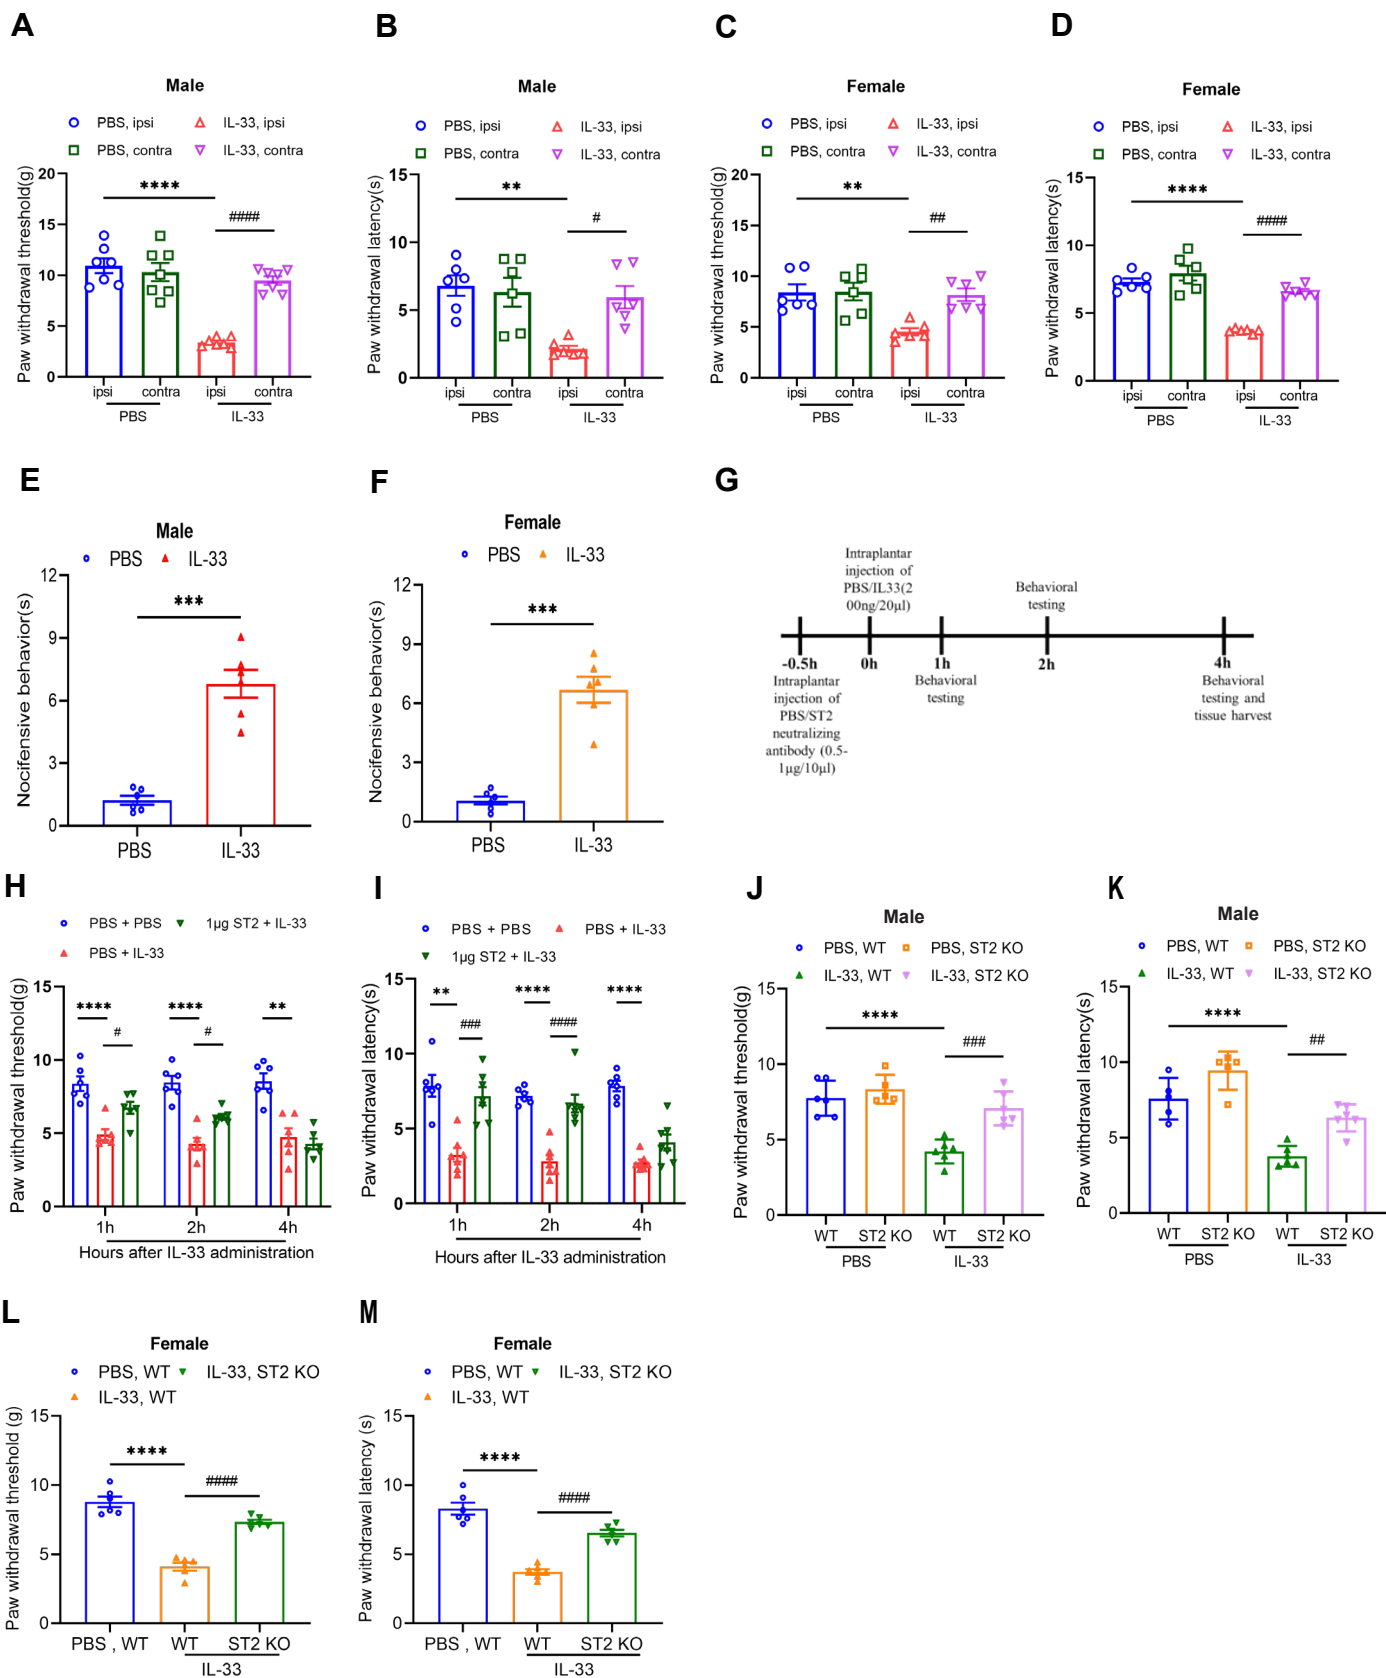 A
Male
PBS, ipsi
IL-33, ipsi
PBS, contra
IL-33, contra
Paw withdrawal threshold(g)
20
15
10
5
0
****
####
ipsi contra ipsi contra
PBS IL-33
B
Male
PBS, ipsi
IL-33, ipsi
PBS, contra
IL-33, contra
Paw withdrawal latency(s)
15
10
5
0
**
#
ipsi contra ipsi contra
PBS IL-33
C
Female
PBS, ipsi
IL-33, ipsi
PBS, contra
IL-33, contra
Paw withdrawal threshold(g)
20
15
10
5
0
**
##
ipsi contra ipsi contra
PBS IL-33
D
Female
PBS, ipsi
IL-33, ipsi
PBS, contra
IL-33, contra
Paw withdrawal latency(s)
15
10
5
0
****
####
ipsi contra ipsi contra
PBS IL-33
E
Male
PBS IL-33
Nocifensive behavior(s)
12
9
6
3
0
***
PBS IL-33
F
Female
PBS IL-33
Nocifensive behavior(s)
12
9
6
3
0
***
PBS IL-33
G
Intraplantar
injection of
PBS/IL33(2
00ng/20μl)
Behavioral
testing
-0.5h 0h 1h 2h 4h
Intraplantar
injection of
PBS/ST2
neutralizing
antibody (0.5-
1μg/10μl)
Behavioral
testing
Behavioral
testing and
tissue harvest
H
PBS + PBS
1μg ST2 + IL-33
PBS + IL-33
Paw withdrawal threshold(g)
15
10
5
0
****
#
****
#
**
1h 2h 4h
Hours after IL-33 administration
I
PBS + PBS
PBS + IL-33
1μg ST2 + IL-33
Paw withdrawal latency(s)
15
10
5
0
**
###
****
####
****
1h 2h 4h
Hours after IL-33 administration
J
Male
PBS, WT
PBS, ST2 KO
IL-33, WT
IL-33, ST2 KO
Paw withdrawal threshold(g)
15
10
5
0
****
###
WT ST2 KO WT ST2 KO
PBS IL-33
K
Male
PBS, WT
PBS, ST2 KO
IL-33, WT
IL-33, ST2 KO
Paw withdrawal latency(s)
15
10
5
0
****
##
WT ST2 KO WT ST2 KO
PBS IL-33
L
Female
PBS, WT
IL-33, ST2 KO
IL-33, WT
Paw withdrawal threshold (g)
15
10
5
0
****
####
PBS , WT WT ST2 KO
IL-33
M
Female
PBS, WT
IL-33, ST2 KO
IL-33, WT
Paw withdrawal latency (s)
15
10
5
0
****
####
PBS , WT WT ST2 KO
IL-33